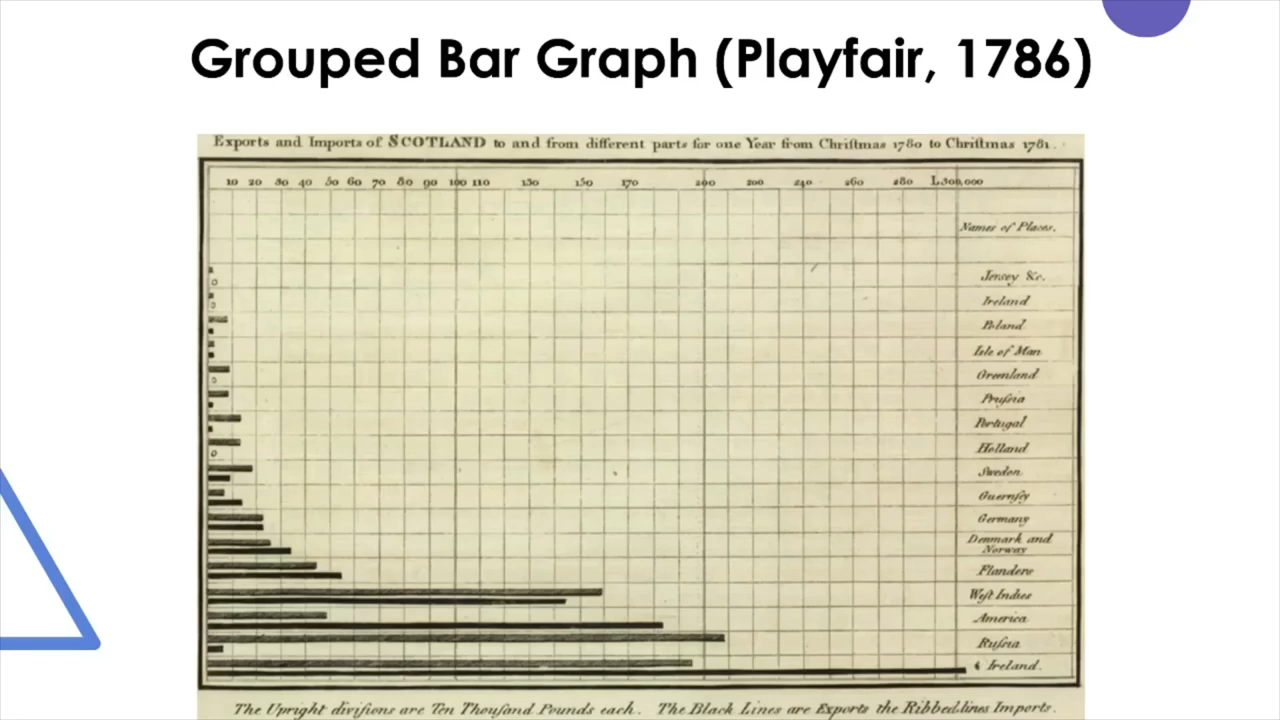 Grouped Bar Graph (Playfair, 1786)
Exports and Imports of SCOTLAND to and from different parts for one Year from Chriſtmas 1780 to Chriſtmas 1781.
10 20 30 40 50 60 70 80 90 100 110 130 150 170 200 220 240 260 280 L300,000
Names of Places.
Jersey &c.
Ireland
Poland
Isle of Man
Greenland
Pruſsia
Portugal
Holland
Sweden
Guernſey
Germany
Denmark and
Norway
Flanders
Weſt Indies
America
Ruſsia
Ireland.
The Upright diviſions are Ten Thouſand Pounds each. The Black Lines are Exports the Ribbedlines Imports.